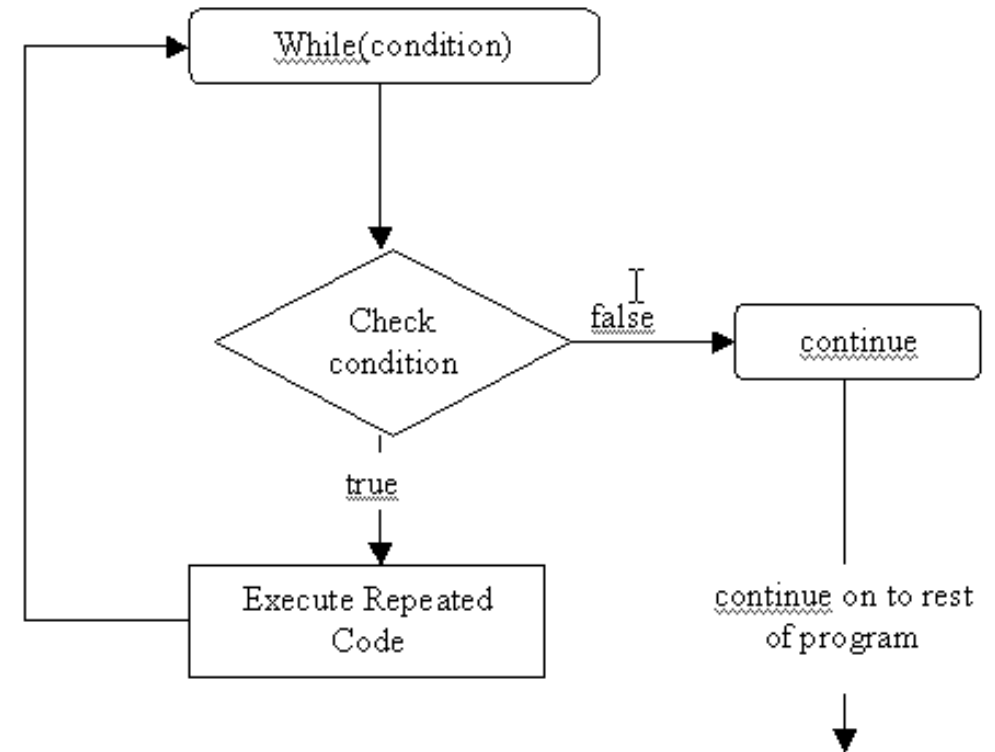 While(condition)
Check
condition
false
continue
true
Execute Repeated
Code
continue on to rest
of program